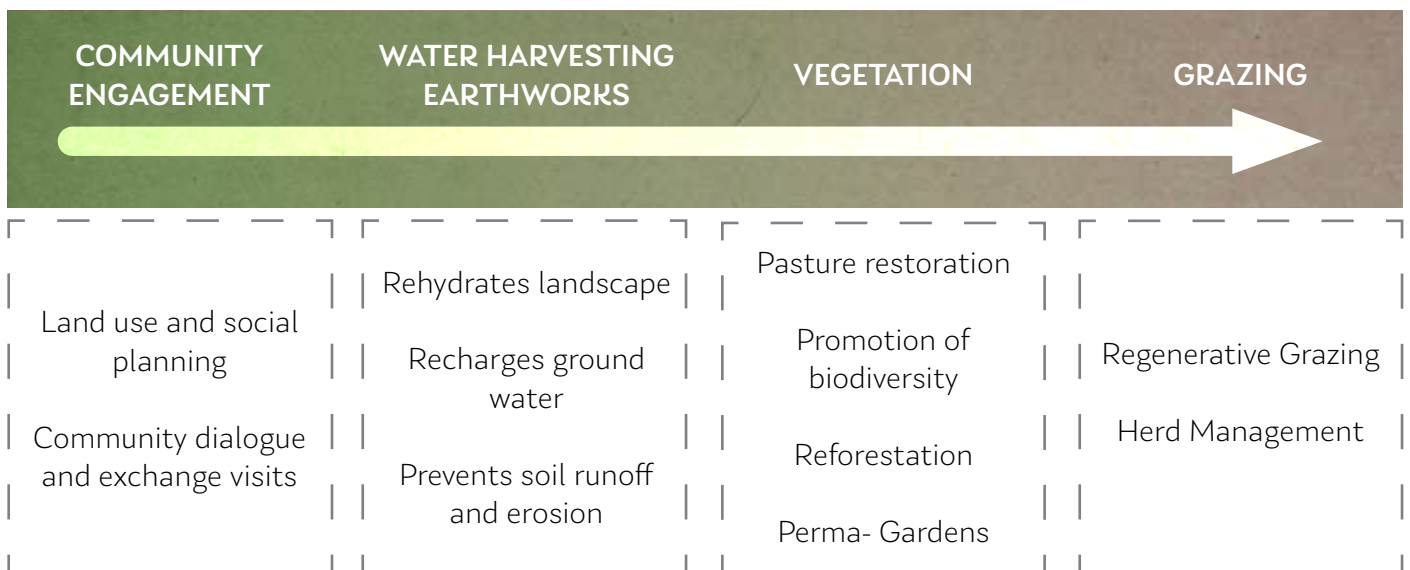 COMMUNITY
ENGAGEMENT
WATER HARVESTING
EARTHWORKS
VEGETATION
GRAZING
Land use and social
planning
Community dialogue
and exchange visits
Rehydrates landscape
Recharges ground
water
Prevents soil runoff
and erosion
Pasture restoration
Promotion of
biodiversity
Reforestation
Perma- Gardens
Regenerative Grazing
Herd Management